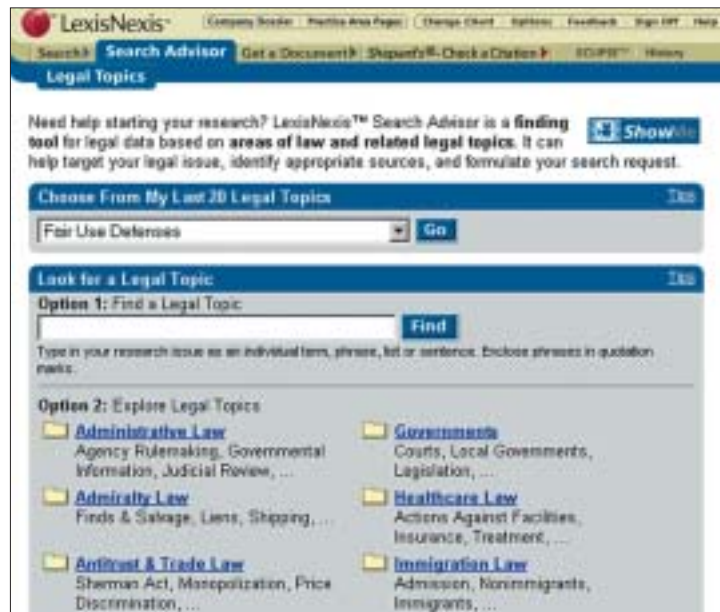 LexisNexis™ Company Dossier | Practice Area Pages | Change Client Options Feedback Sign Off Help
Search Search Advisor Get a Document Shepard's®-Check a Citation ECLIPSE™ History
Legal Topics
Need help starting your research? LexisNexis™ Search Advisor is a finding
tool for legal data based on areas of law and related legal topics. It can
help target your legal issue, identify appropriate sources, and formulate your search request.
ShowMe
Choose From My Last 20 Legal Topics Tips
Fair Use Defenses Go
Look for a Legal Topic Tips
Option 1: Find a Legal Topic
Find
Type in your research issue as an individual term, phrase, list or sentence. Enclose phrases in quotation
marks.
Option 2: Explore Legal Topics
Administrative Law
Agency Rulemaking, Governmental
Information, Judicial Review, ...
Governments
Courts, Local Governments,
Legislation, ...
Admiralty Law
Finds & Salvage, Liens, Shipping, ...
Healthcare Law
Actions Against Facilities,
Insurance, Treatment, ...
Antitrust & Trade Law
Sherman Act, Monopolization, Price
Discrimination, ...
Immigration Law
Admission, Nonimmigrants,
Immigrants, ...